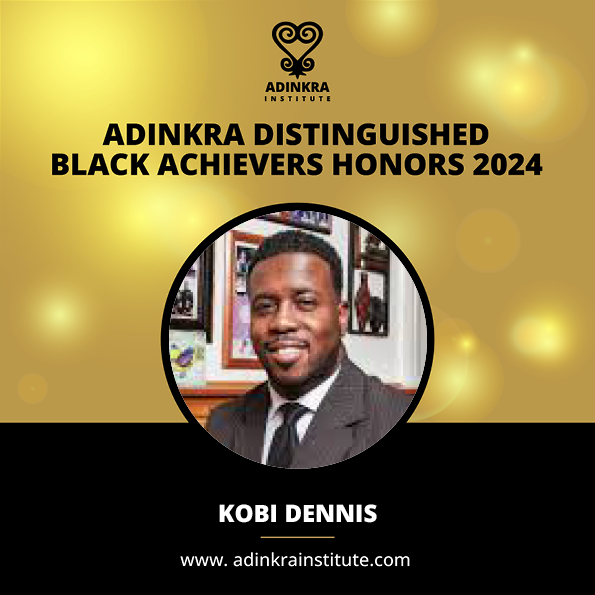 ADINKRA
INSTITUTE
ADINKRA DISTINGUISHED
BLACK ACHIEVERS HONORS 2024
KOBI DENNIS
www. adinkrainstitute.com